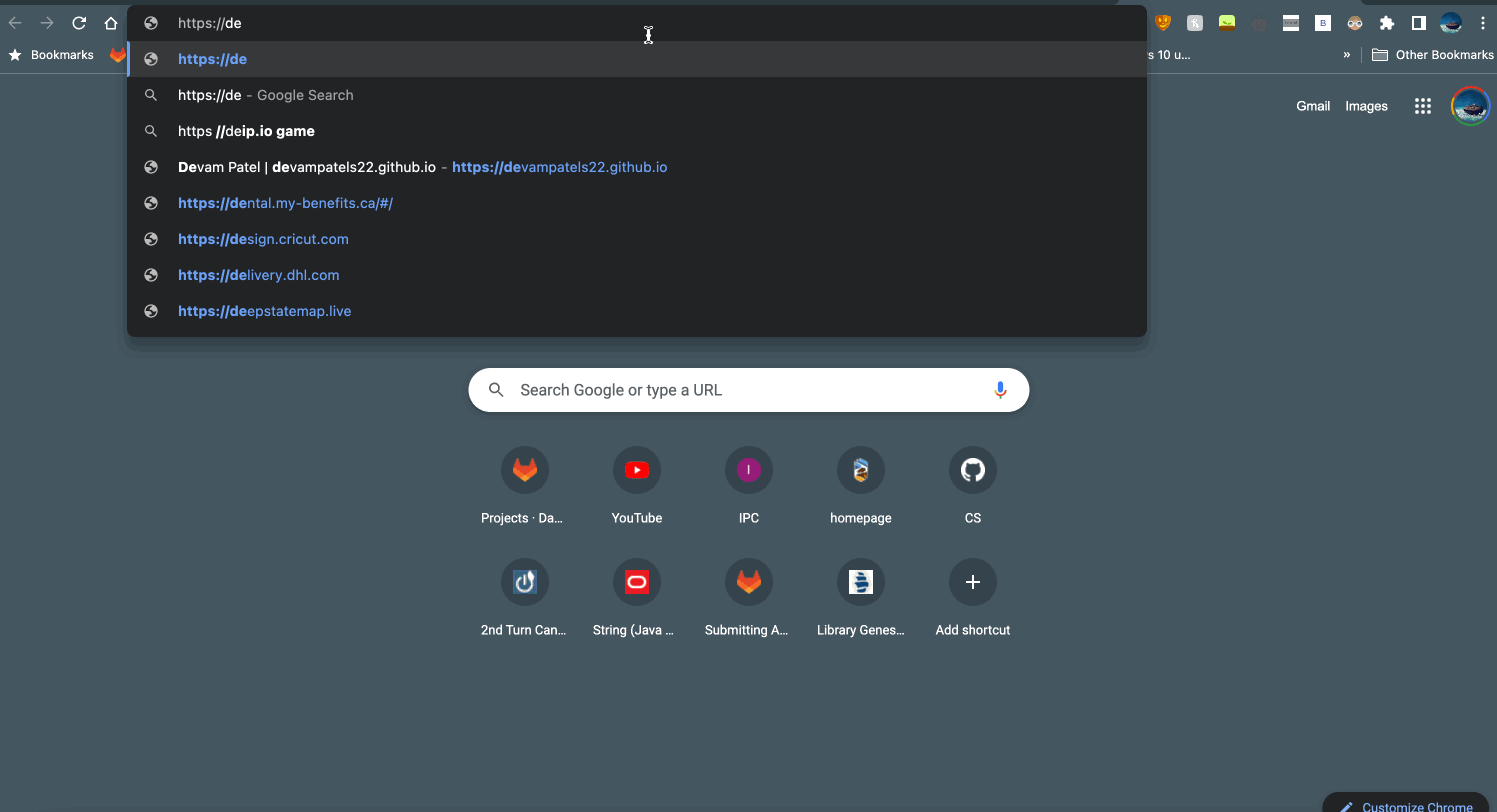 https://de
Bookmarks
s 10 u...
»
Other Bookmarks
https://de
https://de - Google Search
https //deip.io game
Devam Patel | devampatels22.github.io - https://devampatels22.github.io
https://dental.my-benefits.ca/#/
https://design.cricut.com
https://delivery.dhl.com
https://deepstatemap.live
Gmail
Images
Search Google or type a URL
Projects · Da...
YouTube
I
IPC
homepage
CS
2nd Turn Can...
String (Java ...
Submitting A...
Library Genes...
Add shortcut
B
Customize Chrome